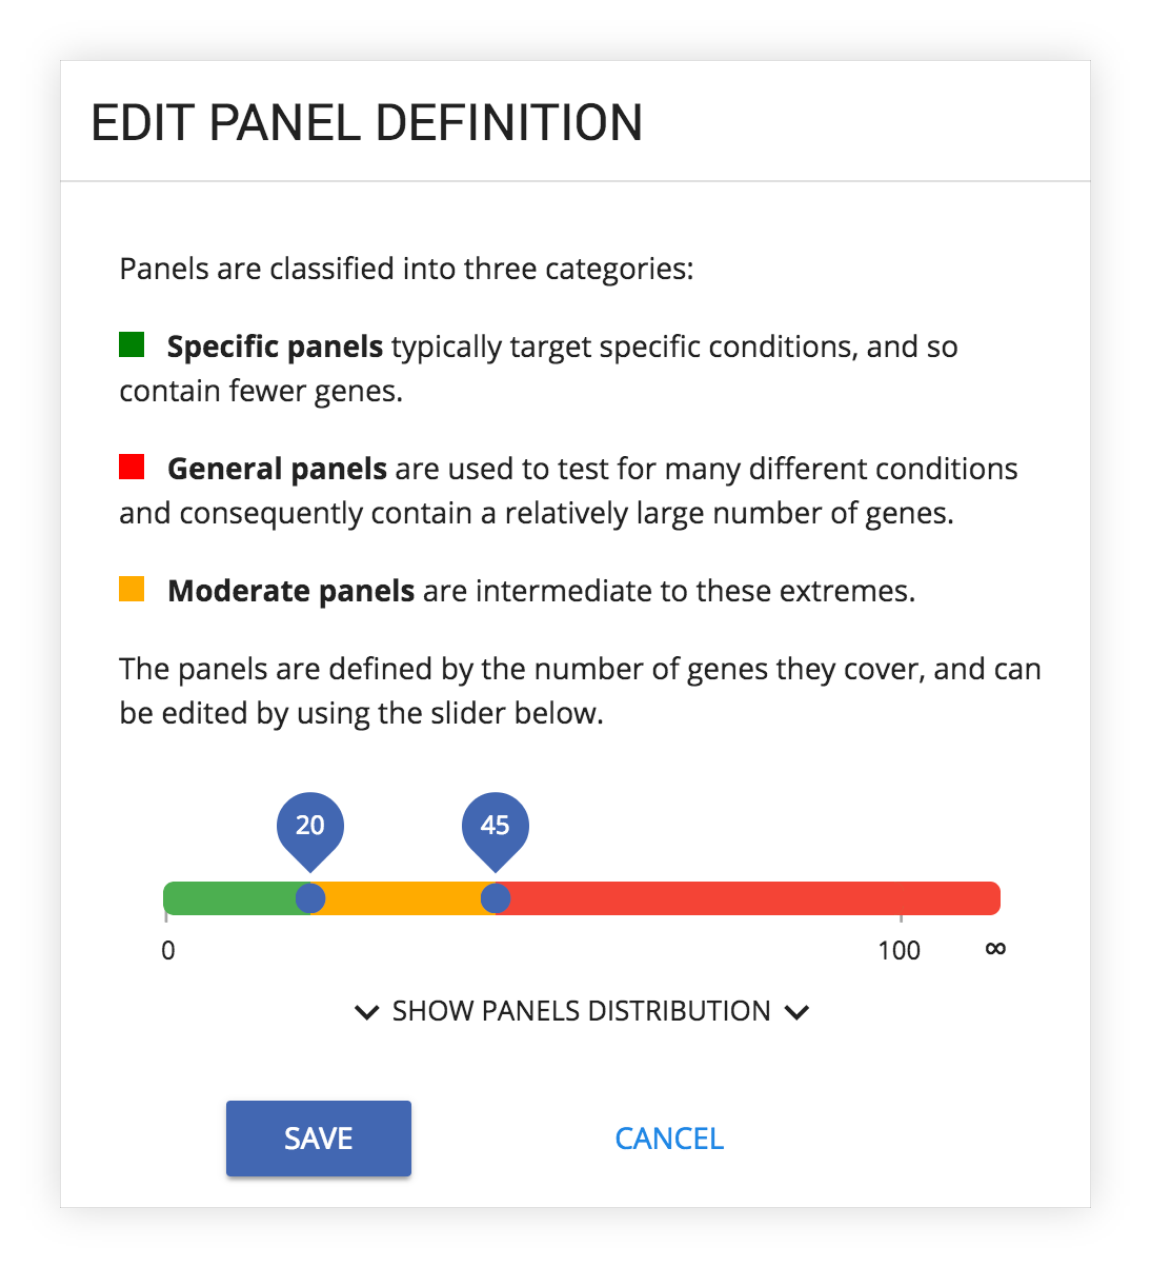 EDIT PANEL DEFINITION
Panels are classified into three categories:
Specific panels typically target specific conditions, and so
contain fewer genes.
General panels are used to test for many different conditions
and consequently contain a relatively large number of genes.
Moderate panels are intermediate to these extremes.
The panels are defined by the number of genes they cover, and can
be edited by using the slider below.
20 45
0 100 ∞
SHOW PANELS DISTRIBUTION
SAVE CANCEL